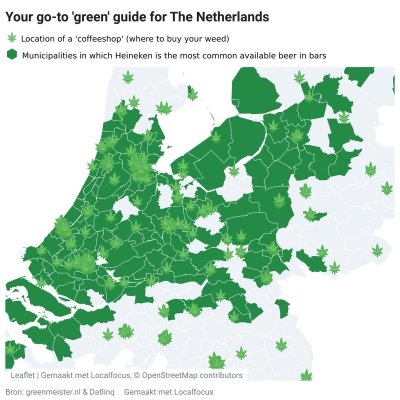 Your go-to 'green' guide for The Netherlands
Location of a 'coffeeshop' (where to buy your weed)
Municipalities in which Heineken is the most common available beer in bars
Leaflet | Gemaakt met Localfocus, © OpenStreetMap contributors
Bron: greenmeister.nl & Datlinq Gemaakt met Localfocus